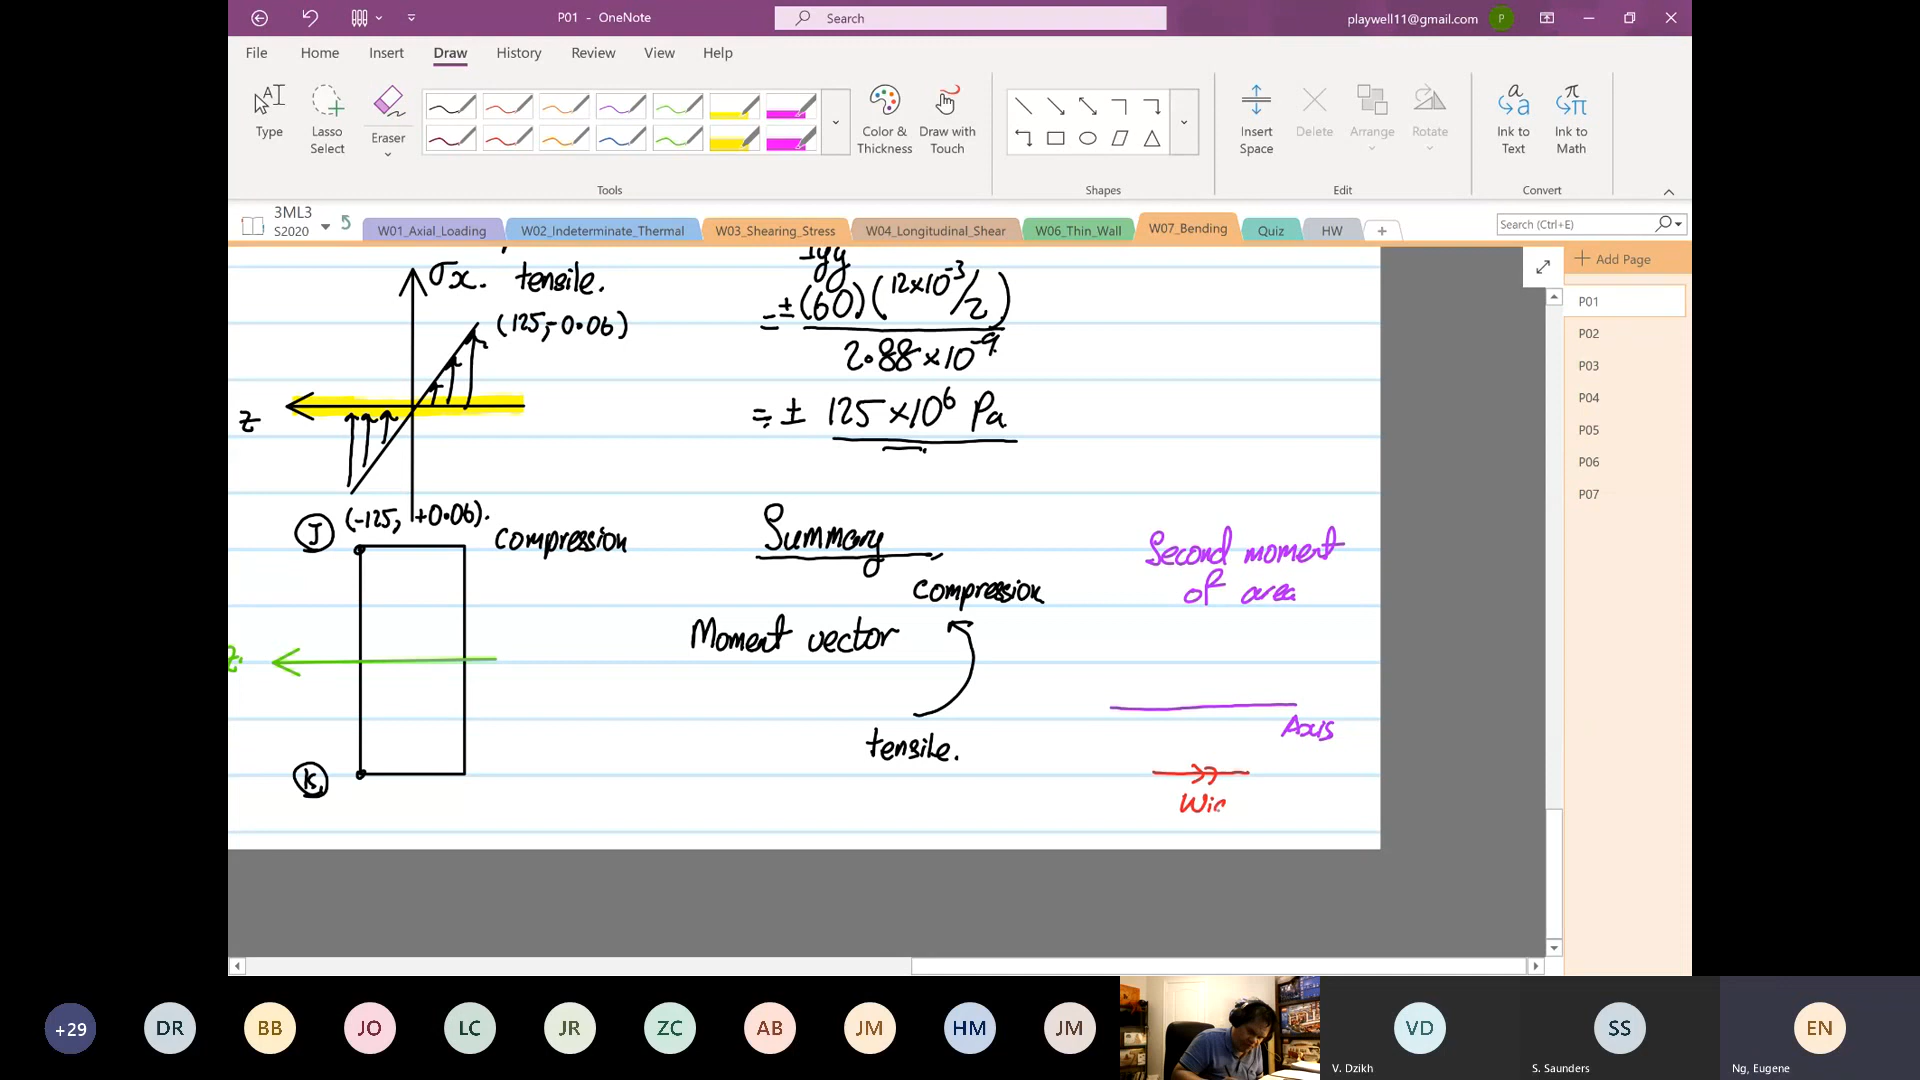 P01 - OneNote
Search
playwell11@gmail.com
P
File
Home
Insert
Draw
History
Review
View
Help
Type
Lasso
Select
Eraser
Color &
Thickness
Draw with
Touch
Insert
Space
Delete
Arrange
Rotate
Ink to
Text
Ink to
Math
Tools
Shapes
Edit
Convert
3ML3
S2020
W01_Axial_Loading
W02_Indeterminate_Thermal
W03_Shearing_Stress
W04_Longitudinal_Shear
W06_Thin_Wall
W07_Bending
Quiz
HW
+
Search (Ctrl+E)
Add Page
P01
P02
P03
P04
P05
P06
P07
σx. tensile.
(125, -0.06)
z
(-125, +0.06).
J
compression
z.
K
Iyy
= ± (60) (12×10⁻³/2)
2.88×10⁻⁹
= ± 125×10⁶ Pa
Summary
compression
Moment vector
tensile.
Second moment
of area
Axis
+29
DR
BB
JO
LC
JR
ZC
AB
JM
HM
JM
VD
V. Dzikh
SS
S. Saunders
EN
Ng, Eugene